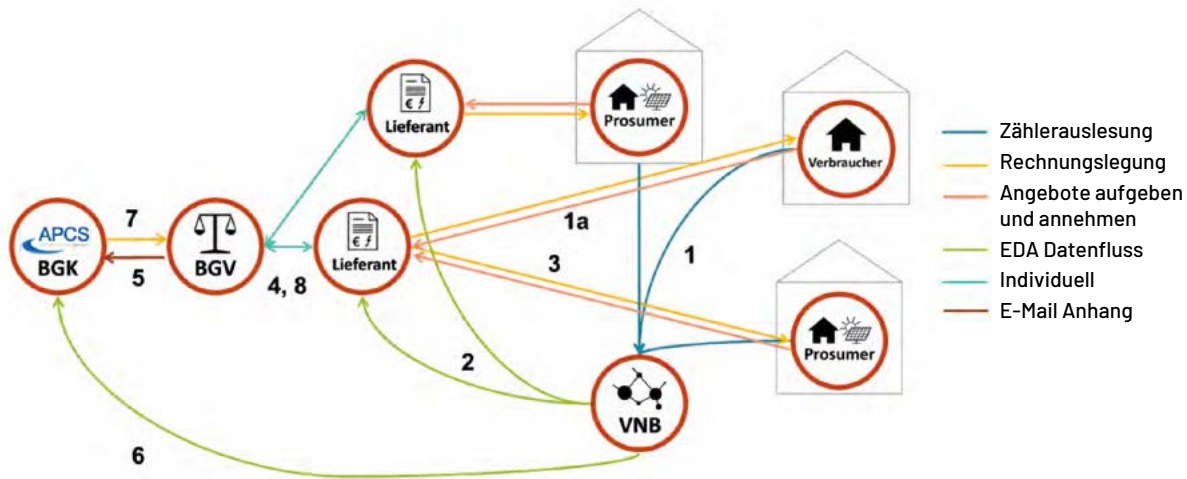 €
Lieferant
Prosumer
Verbraucher
Zählerauslesung
Rechnungslegung
Angebote aufgeben
und annehmen
EDA Datenfluss
Individuell
E-Mail Anhang
7
APCS
BGK
5
BGV
4, 8
€
Lieferant
1a
3
1
Prosumer
2
VNB
6